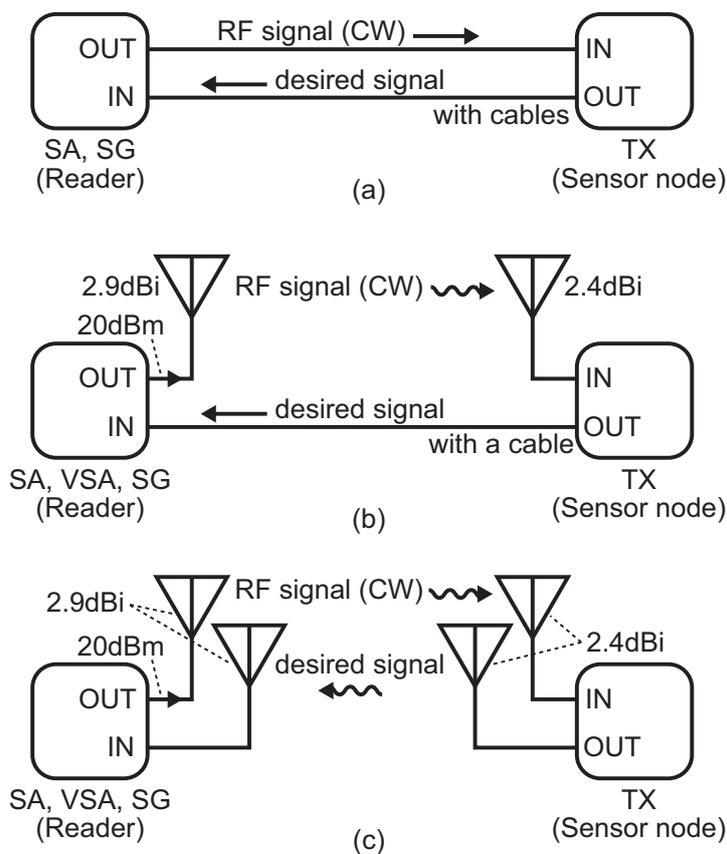 RF signal (CW)
OUT
IN
desired signal
IN
OUT
with cables
SA, SG
(Reader)
TX
(Sensor node)
(a)
2.9dBi
RF signal (CW)
2.4dBi
20dBm
OUT
IN
desired signal
IN
OUT
with a cable
SA, VSA, SG
(Reader)
TX
(Sensor node)
(b)
RF signal (CW)
2.9dBi
20dBm
desired signal
2.4dBi
OUT
IN
IN
OUT
SA, VSA, SG
(Reader)
TX
(Sensor node)
(c)